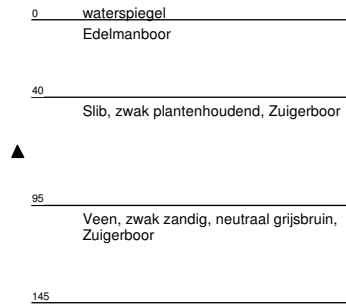 0 waterspiegel
Edelmanboor
40
Slib, zwak plantenhoudend, Zuigerboor
95
Veen, zwak zandig, neutraal grijsbruin,
Zuigerboor
145